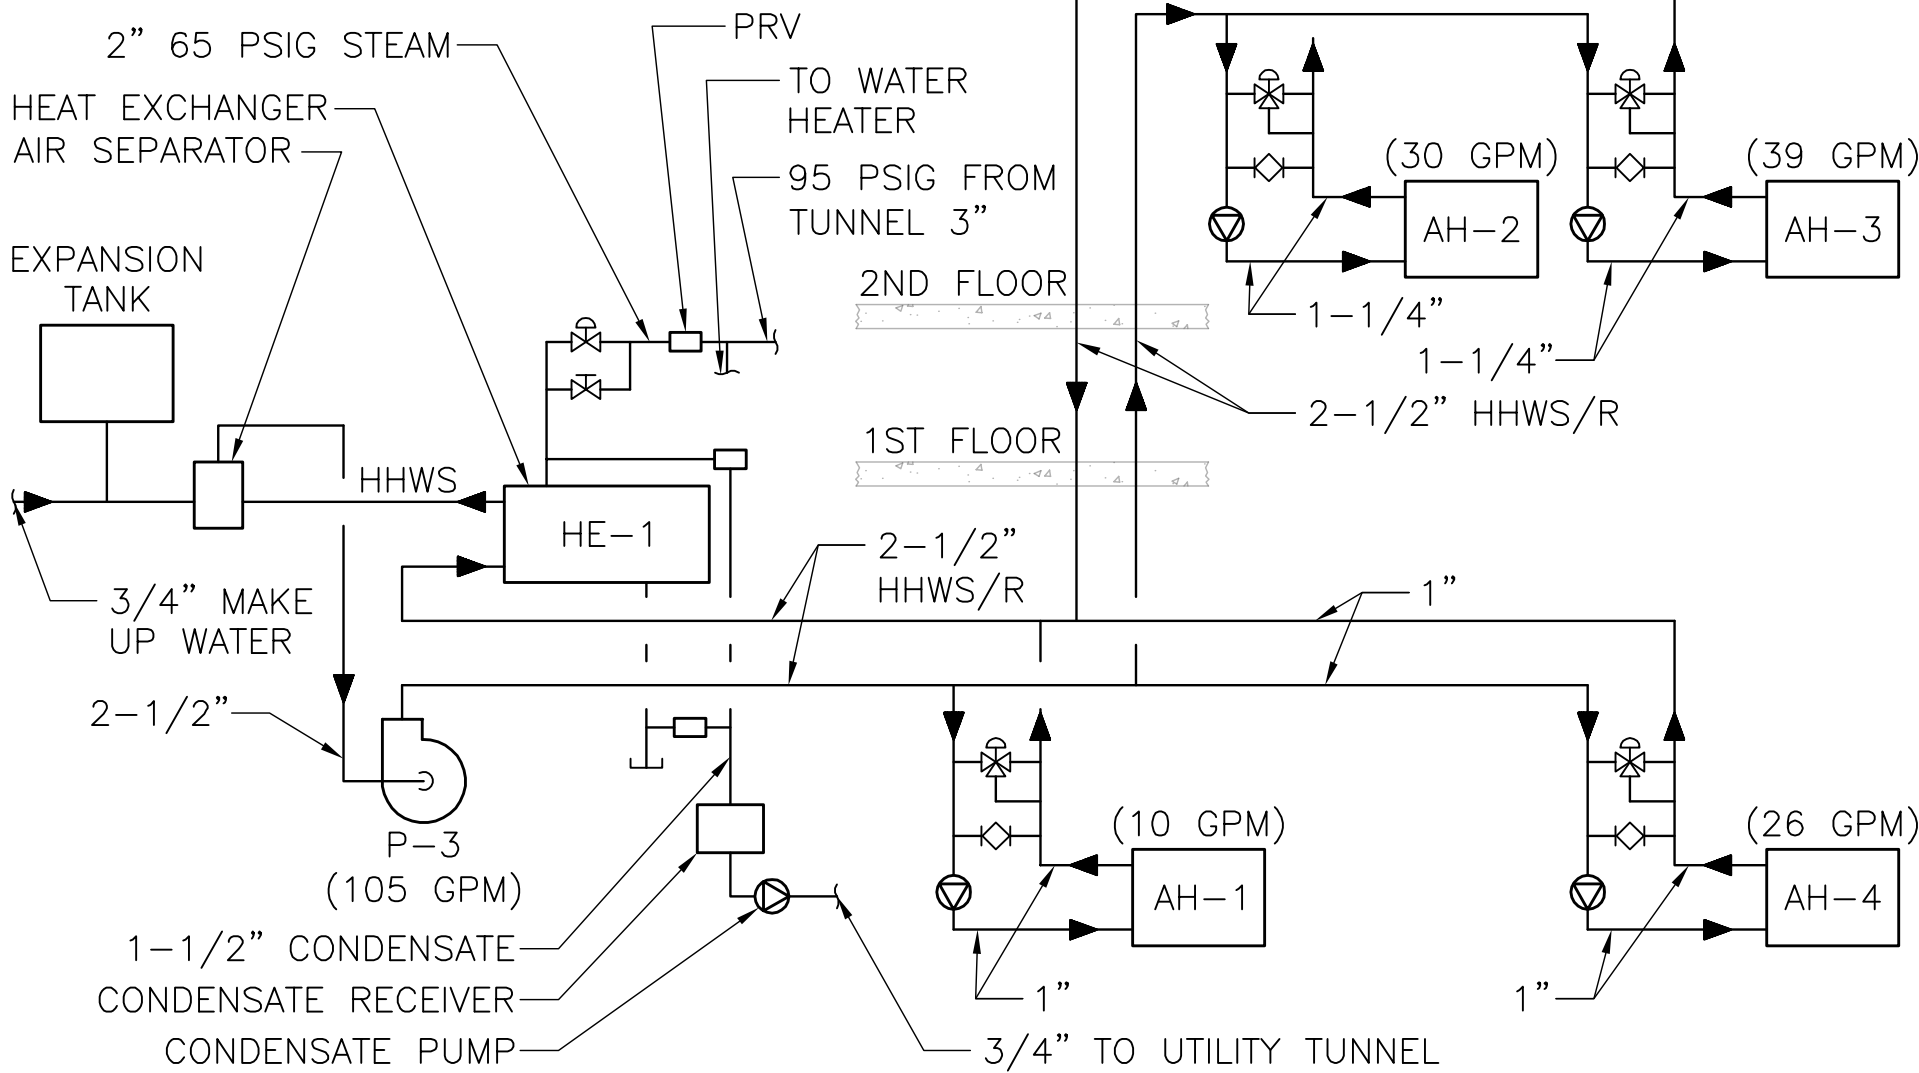 2” 65 PSIG STEAM
PRV
HEAT EXCHANGER
AIR SEPARATOR
TO WATER
HEATER
95 PSIG FROM
TUNNEL 3”
EXPANSION
TANK
(30 GPM)
AH-2
(39 GPM)
AH-3
2ND FLOOR
1-1/4”
1-1/4”
2-1/2” HHWS/R
1ST FLOOR
HHWS
HE-1
2-1/2”
HHWS/R
1”
3/4” MAKE
UP WATER
2-1/2”
P-3
(105 GPM)
(10 GPM)
AH-1
(26 GPM)
AH-4
1-1/2” CONDENSATE
CONDENSATE RECEIVER
CONDENSATE PUMP
1”
1”
3/4” TO UTILITY TUNNEL